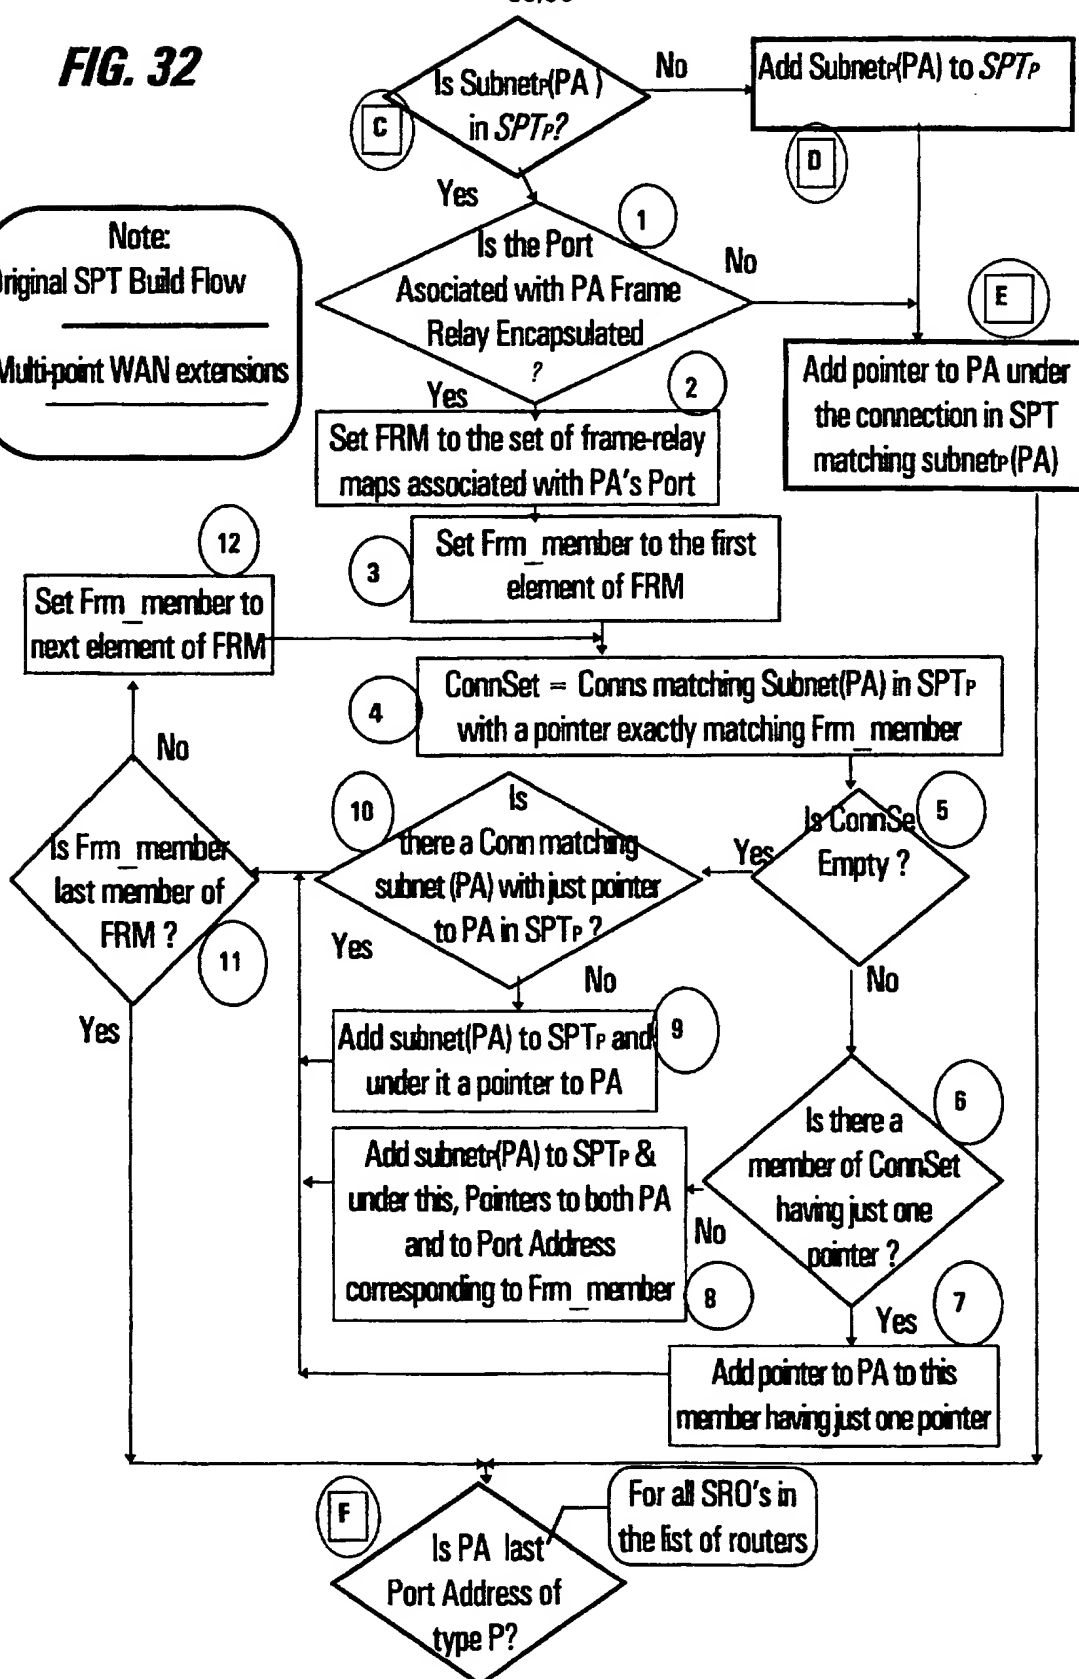 FIG. 32
Is SubnetP(PA)
in SPTP?
No
Add SubnetP(PA) to SPTP
C
D
Yes
1
Is the Port
Asociated with PA Frame
Relay Encapsulated
?
No
E
Note:
Original SPT Build Flow
Multi-point WAN extensions
Add pointer to PA under
the connection in SPT
matching subnetP(PA)
Yes
2
Set FRM to the set of frame-relay
maps associated with PA's Port
12
3
Set Frm_member to the first
element of FRM
Set Frm_member to
next element of FRM
4
ConnSet = Conns matching Subnet(PA) in SPTP
with a pointer exactly matching Frm_member
No
10
Is
there a Conn matching
subnet (PA) with just pointer
to PA in SPTP ?
5
Is ConnSe
Empty ?
Yes
Is Frm_member
last member of
FRM ?
11
Yes
No
No
Yes
Add subnet(PA) to SPTP and
under it a pointer to PA
9
6
Is there a
member of ConnSet
having just one
pointer ?
Add subnetP(PA) to SPTP &
under this, Pointers to both PA
and to Port Address
corresponding to Frm_member
No
8
7
Yes
Add pointer to PA to this
member having just one pointer
F
Is PA last
Port Address of
type P?
For all SRO's in
the list of routers